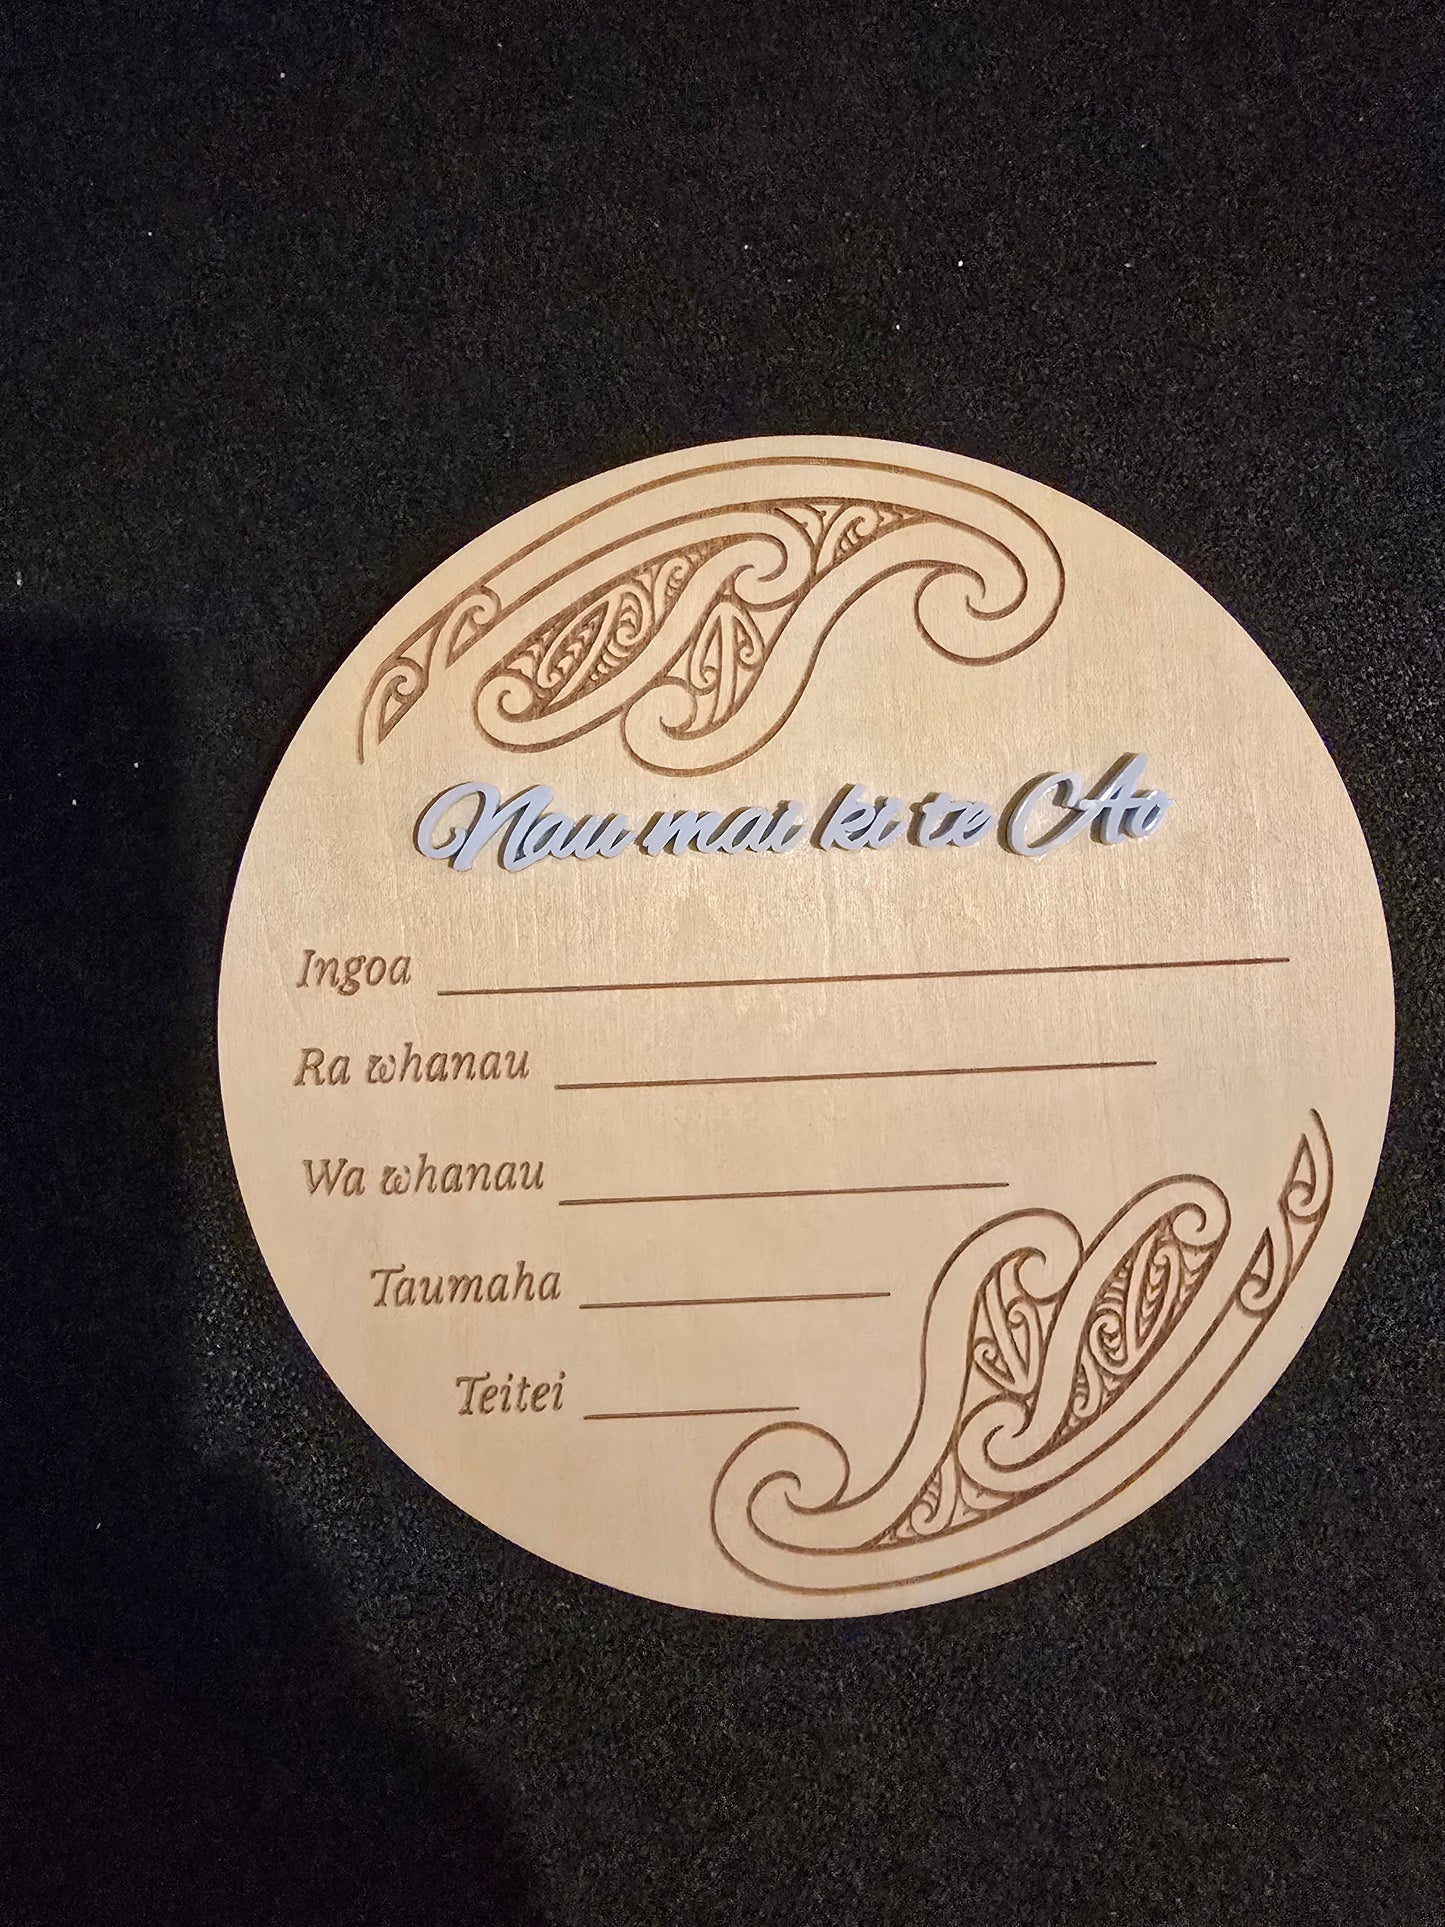 Nau mai ki te Ao
Ingoa
Ra whanau
Wa whanau
Taumaha
Teitei